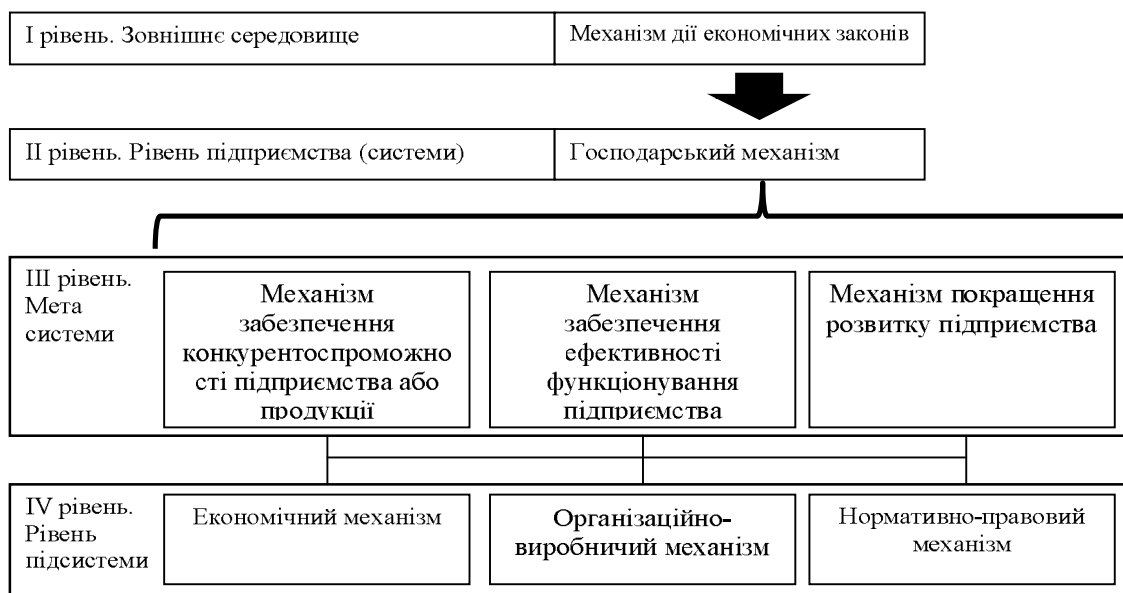 І рівень. Зовнішнє середовище
Механізм дії економічних законів
ІІ рівень. Рівень підприємства (системи)
Господарський механізм
ІІІ рівень.
Мета
системи
Механізм
забезпечення
конкурентоспроможно
сті підприємства або
продукції
Механізм
забезпечення
ефективності
функціонування
підприємства
Механізм покращення
розвитку підприємства
IV рівень.
Рівень
підсистеми
Економічний механізм
Організаційно-
виробничий механізм
Нормативно-правовий
механізм